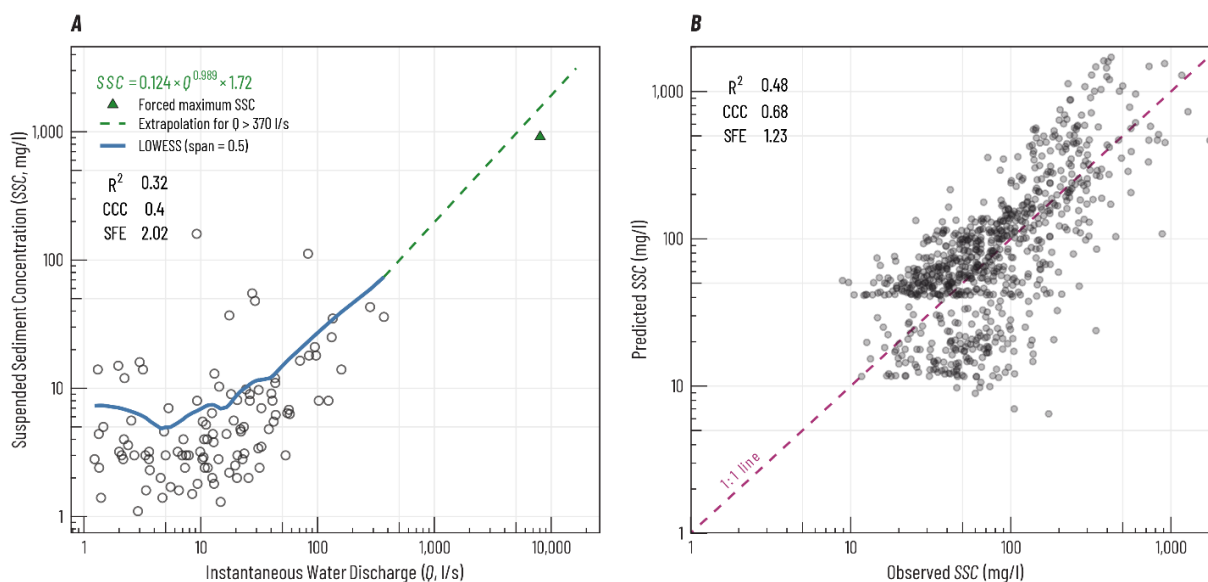 A
SSC = 0.124 × Q^0.989 × 1.72
Forced maximum SSC
Extrapolation for Q > 370 l/s
LOWESS (span = 0.5)
R² 0.32
CCC 0.4
SFE 2.02
Suspended Sediment Concentration (SSC, mg/l)
1,000
100
10
1
1 10 100 1,000 10,000
Instantaneous Water Discharge (Q, l/s)
B
R² 0.48
CCC 0.68
SFE 1.23
1:1 line
Predicted SSC (mg/l)
1,000
100
10
1
1 10 100 1,000
Observed SSC (mg/l)